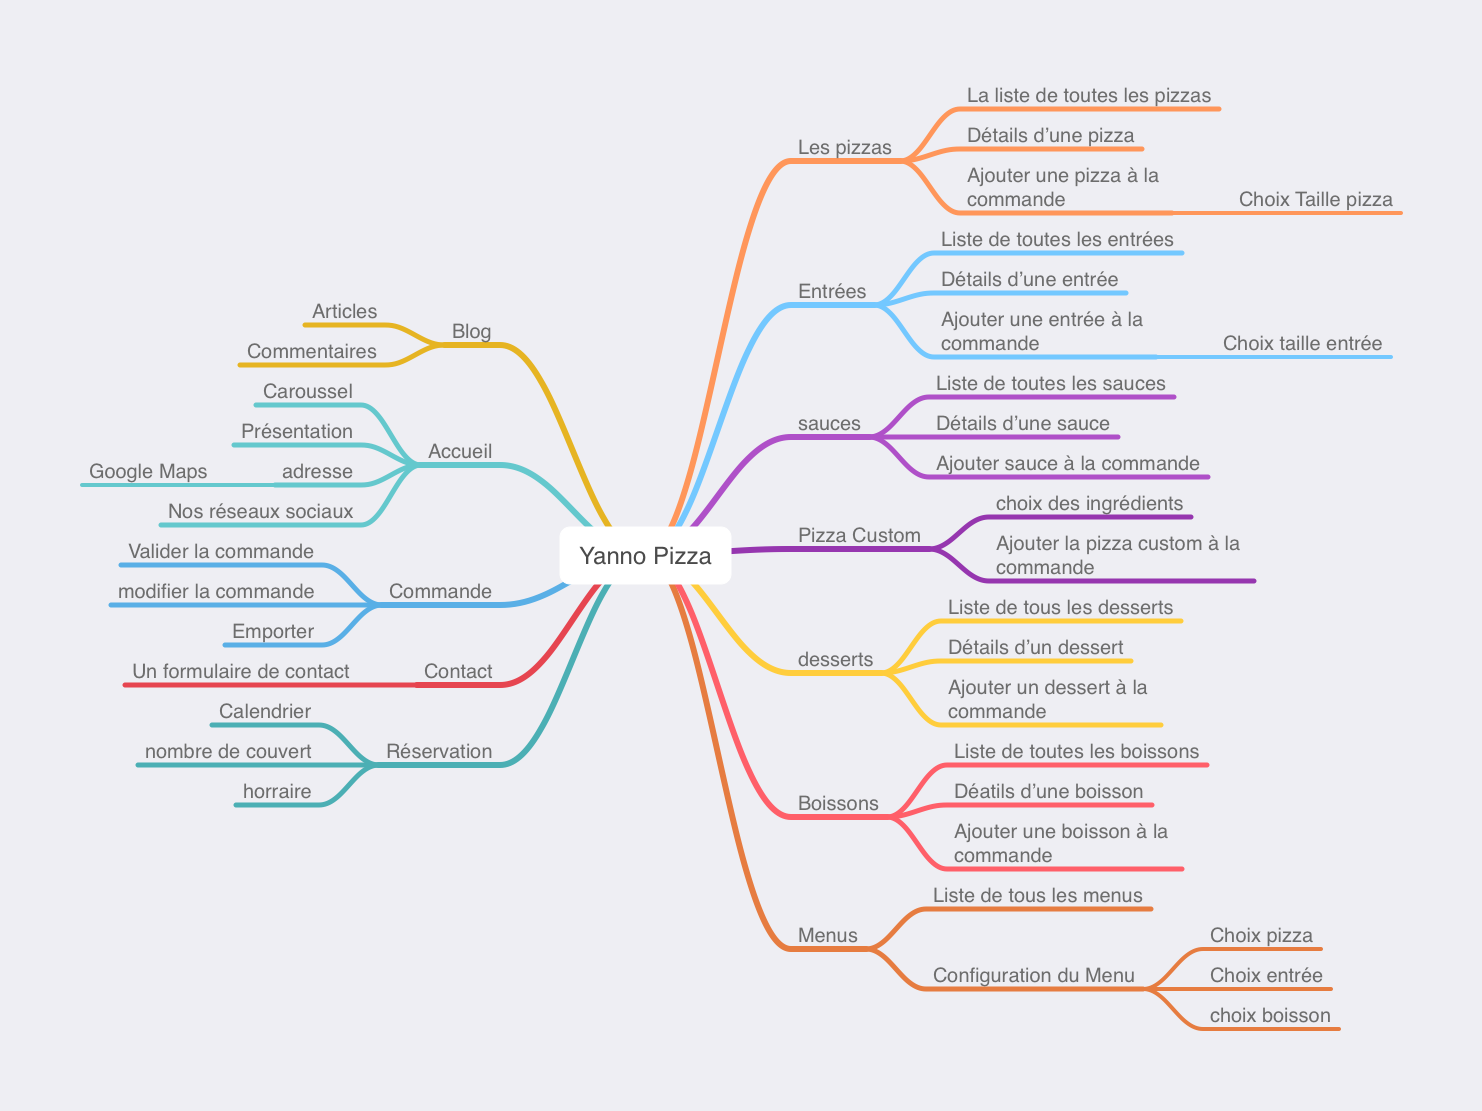 Yanno Pizza
Les pizzas
La liste de toutes les pizzas
Détails d’une pizza
Ajouter une pizza à la
commande
Choix Taille pizza
Entrées
Liste de toutes les entrées
Détails d’une entrée
Ajouter une entrée à la
commande
Choix taille entrée
sauces
Liste de toutes les sauces
Détails d’une sauce
Ajouter sauce à la commande
Pizza Custom
choix des ingrédients
Ajouter la pizza custom à la
commande
desserts
Liste de tous les desserts
Détails d’un dessert
Ajouter un dessert à la
commande
Boissons
Liste de toutes les boissons
Déatils d’une boisson
Ajouter une boisson à la
commande
Menus
Liste de tous les menus
Configuration du Menu
Choix pizza
Choix entrée
choix boisson
Blog
Articles
Commentaires
Accueil
Caroussel
Présentation
adresse
Google Maps
Nos réseaux sociaux
Commande
Valider la commande
modifier la commande
Emporter
Contact
Un formulaire de contact
Réservation
Calendrier
nombre de couvert
horraire